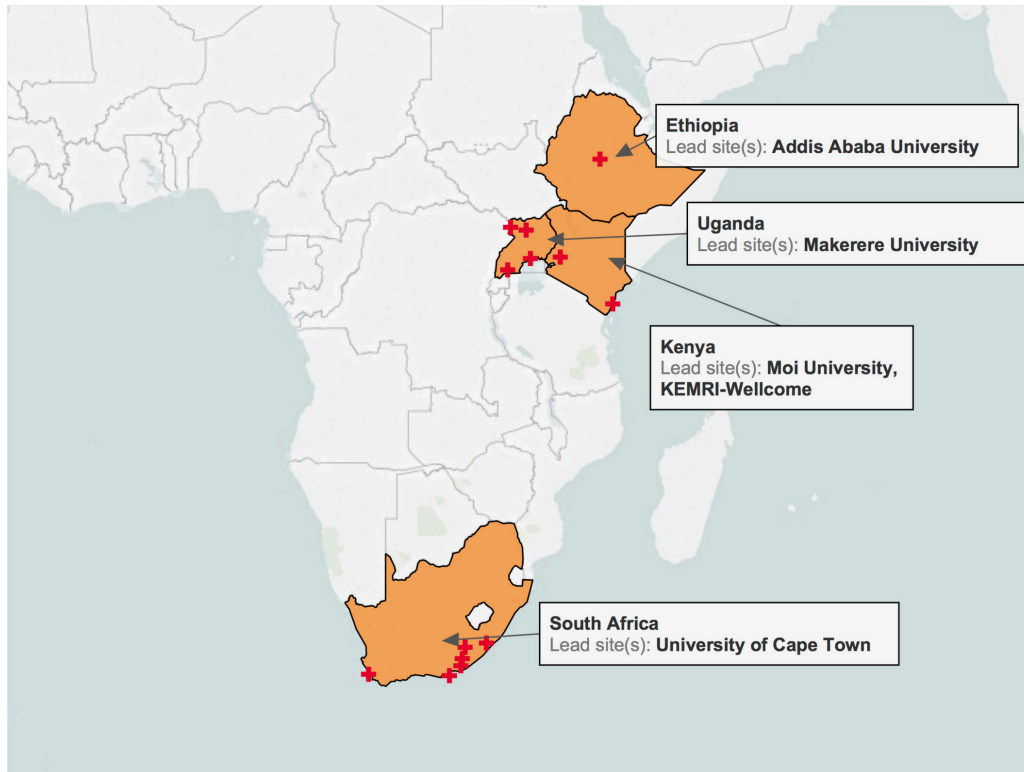 Ethiopia
Lead site(s): Addis Ababa University
Uganda
Lead site(s): Makerere University
Kenya
Lead site(s): Moi University,
KEMRI-Wellcome
South Africa
Lead site(s): University of Cape Town